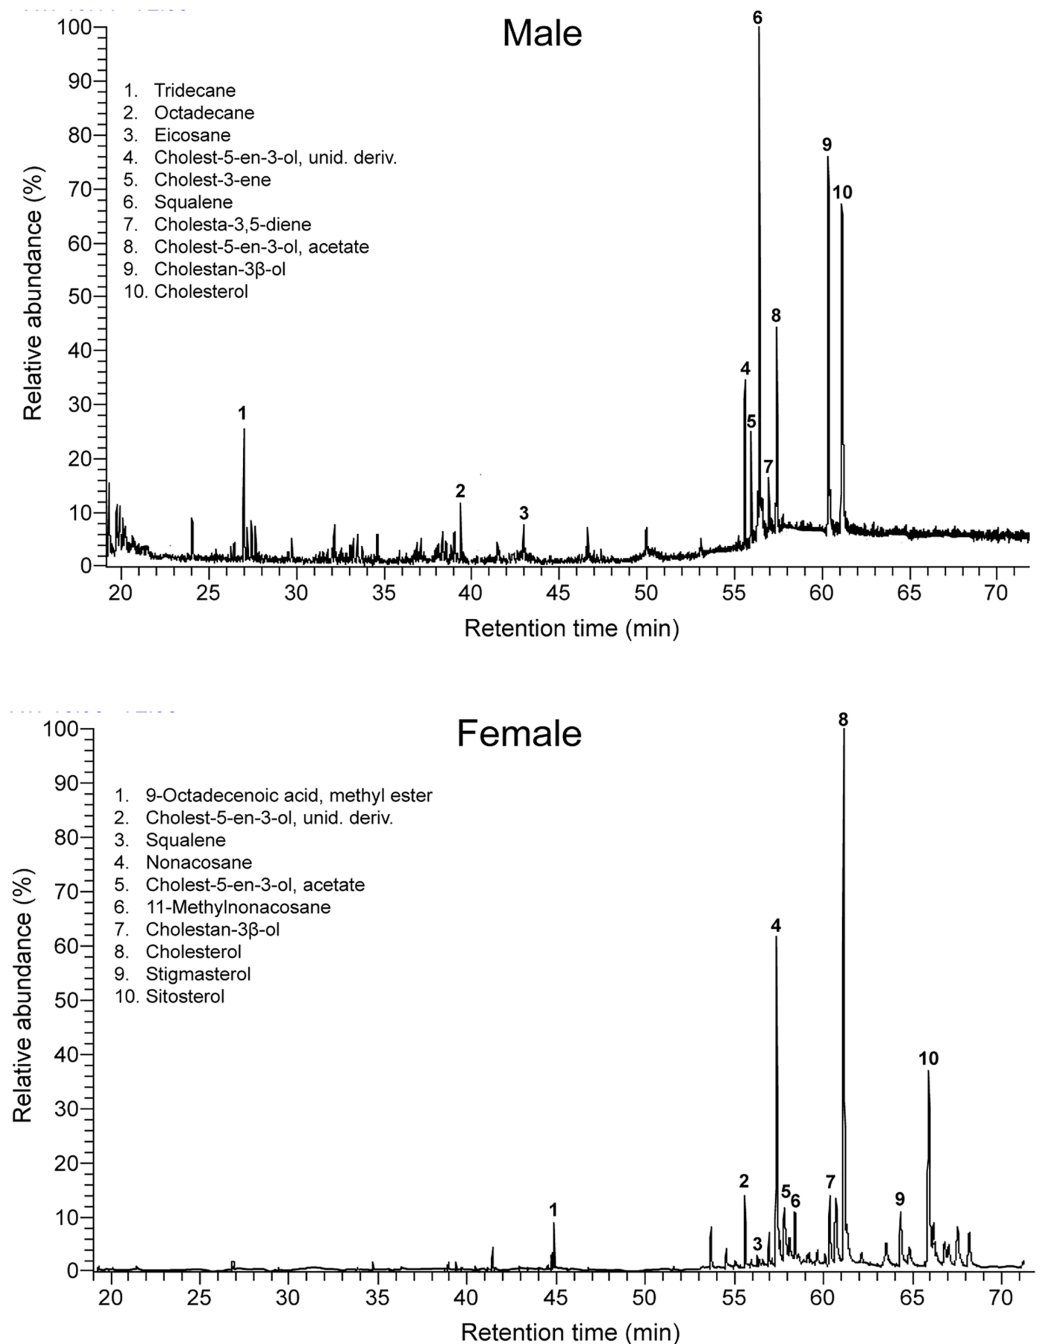 Male
6
100
90
80
70
60
50
40
30
20
10
0
Relative abundance (%)
1. Tridecane
2. Octadecane
3. Eicosane
4. Cholest-5-en-3-ol, unid. deriv.
5. Cholest-3-ene
6. Squalene
7. Cholesta-3,5-diene
8. Cholest-5-en-3-ol, acetate
9. Cholestan-3β-ol
10. Cholesterol
9
10
8
4
1
5
7
2
3
20 25 30 35 40 45 50 55 60 65 70
Retention time (min)
Female
8
100
90
80
70
60
50
40
30
20
10
0
Relative abundance (%)
1. 9-Octadecenoic acid, methyl ester
2. Cholest-5-en-3-ol, unid. deriv.
3. Squalene
4. Nonacosane
5. Cholest-5-en-3-ol, acetate
6. 11-Methylnonacosane
7. Cholestan-3β-ol
8. Cholesterol
9. Stigmasterol
10. Sitosterol
4
10
2
7
5
6
9
1
3
20 25 30 35 40 45 50 55 60 65 70
Retention time (min)